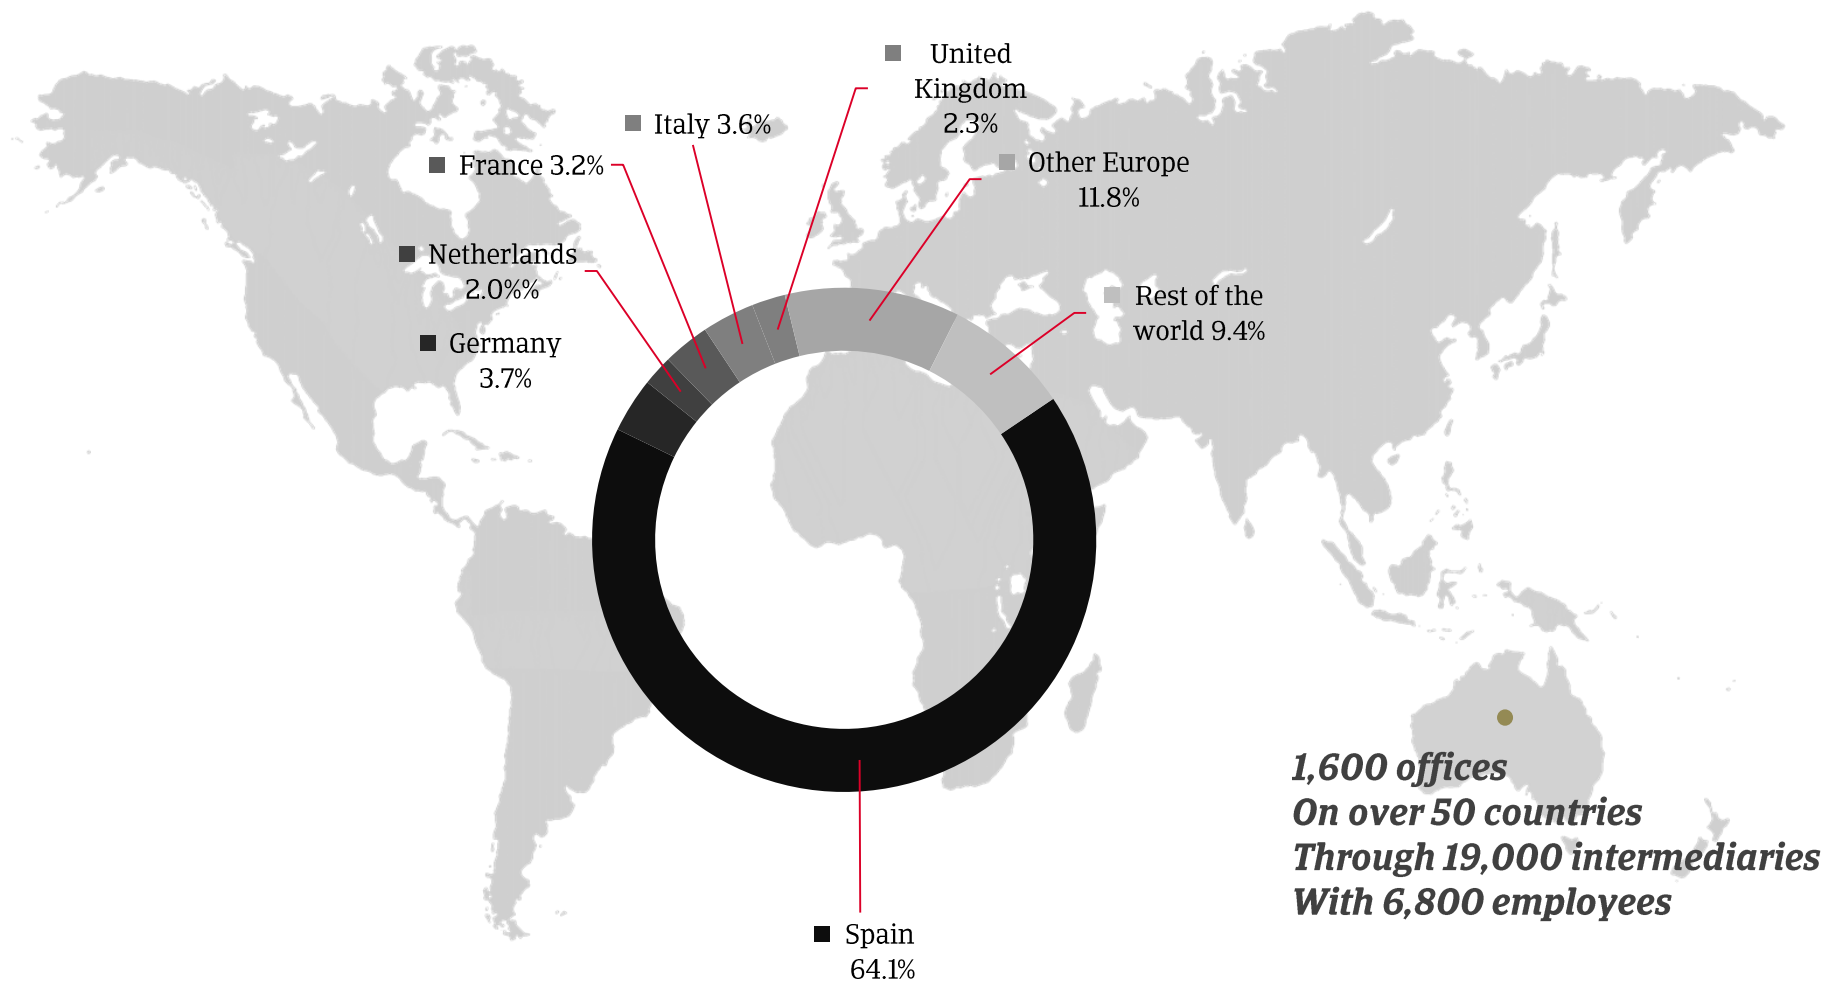 United
Kingdom
2.3%
Italy 3.6%
France 3.2%
Other Europe
11.8%
Netherlands
2.0%%
Rest of the
world 9.4%
Germany
3.7%
1,600 offices
On over 50 countries
Through 19,000 intermediaries
With 6,800 employees
Spain
64.1%